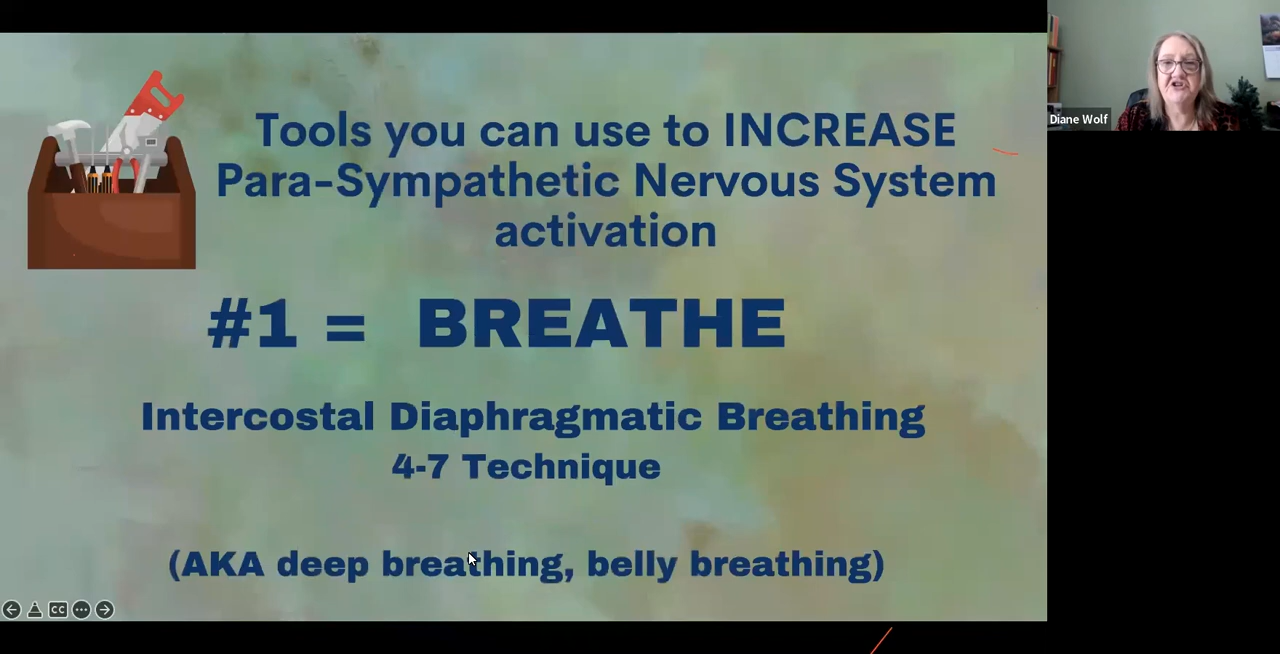 Tools you can use to INCREASE
Para-Sympathetic Nervous System
activation
#1 = BREATHE
Intercostal Diaphragmatic Breathing
4-7 Technique
(AKA deep breathing, belly breathing)
Diane Wolf
CC